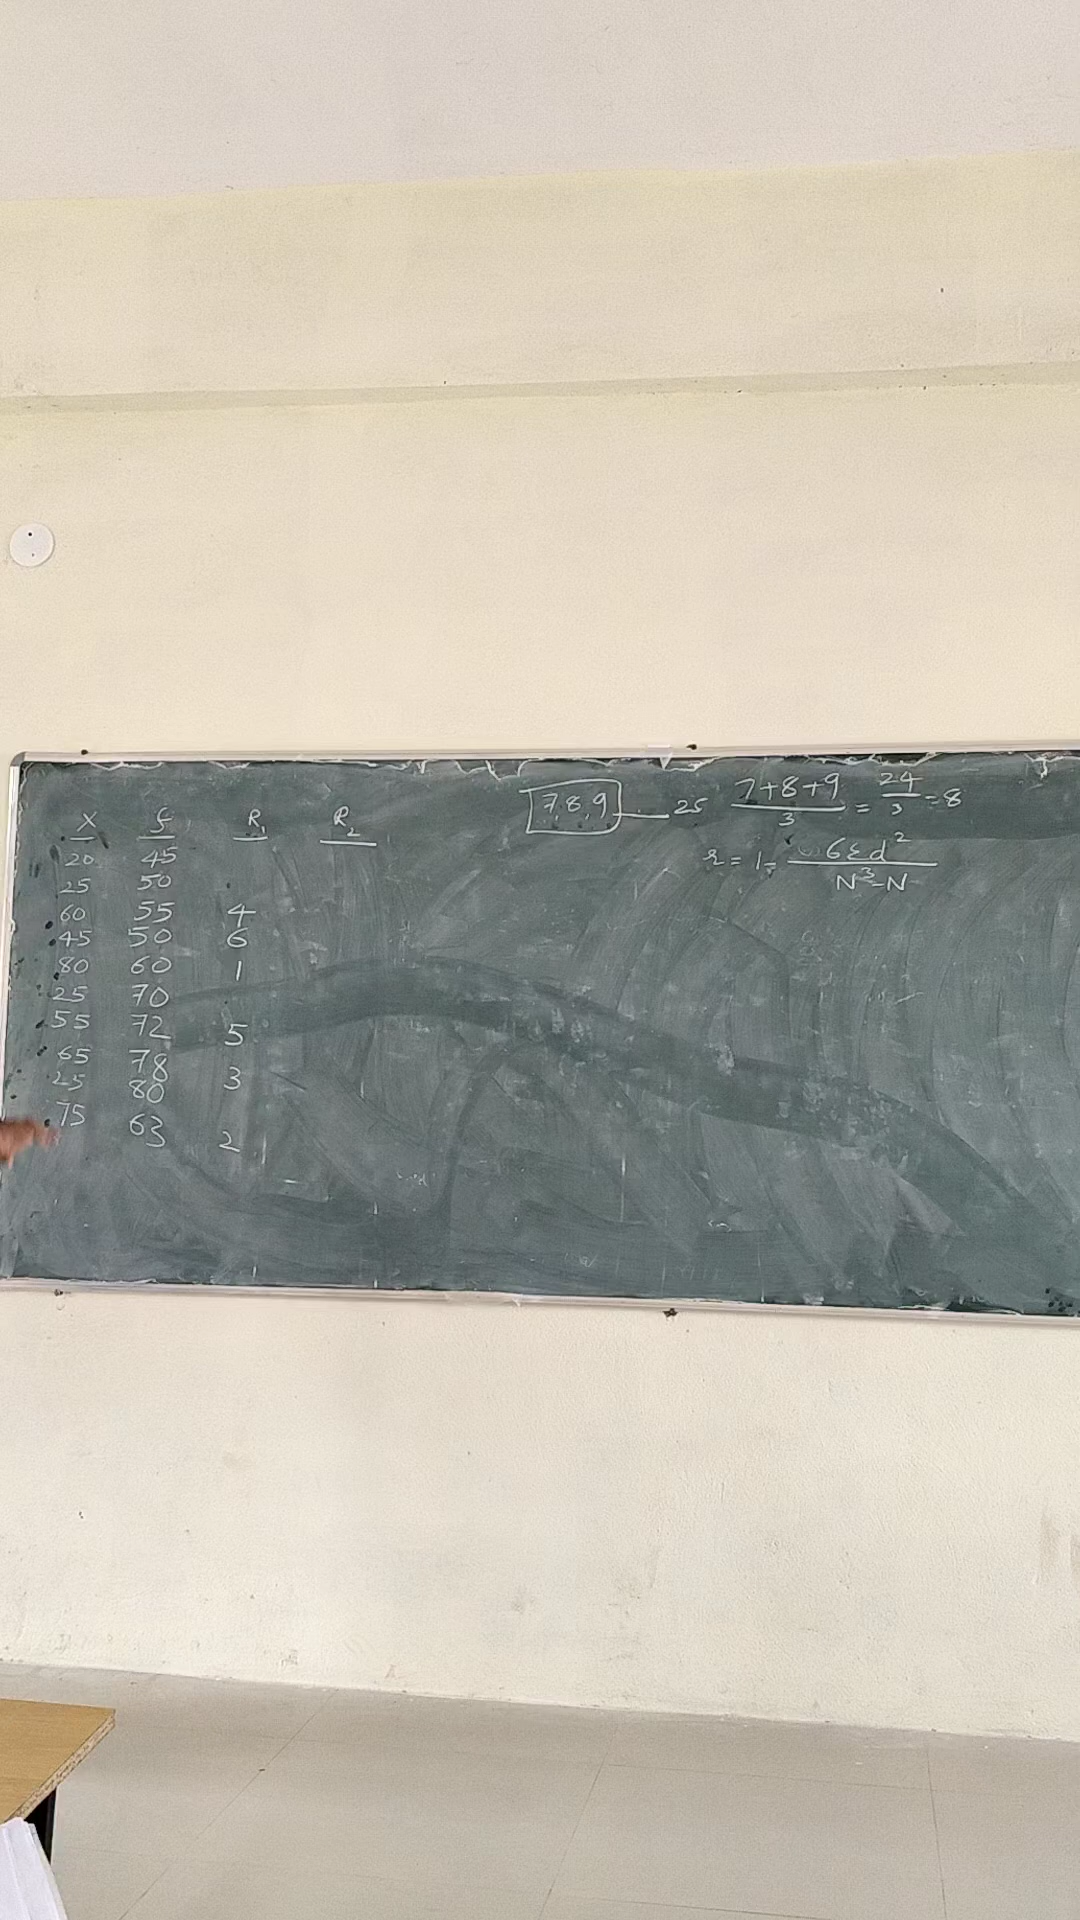 X y R₁ R₂
20 45
25 50
60 55 4
45 50 6
80 60 1
25 70
55 72 5
65 78 3
25 80
75 63 2
7,8,9 25 7+8+9/3 = 24/3 = 8
r = 1- 6Σd²/N³-N